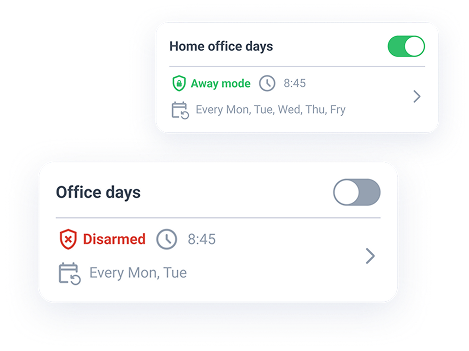 Home office days
Away mode 8:45
Every Mon, Tue, Wed, Thu, Fry
Office days
Disarmed 8:45
Every Mon, Tue